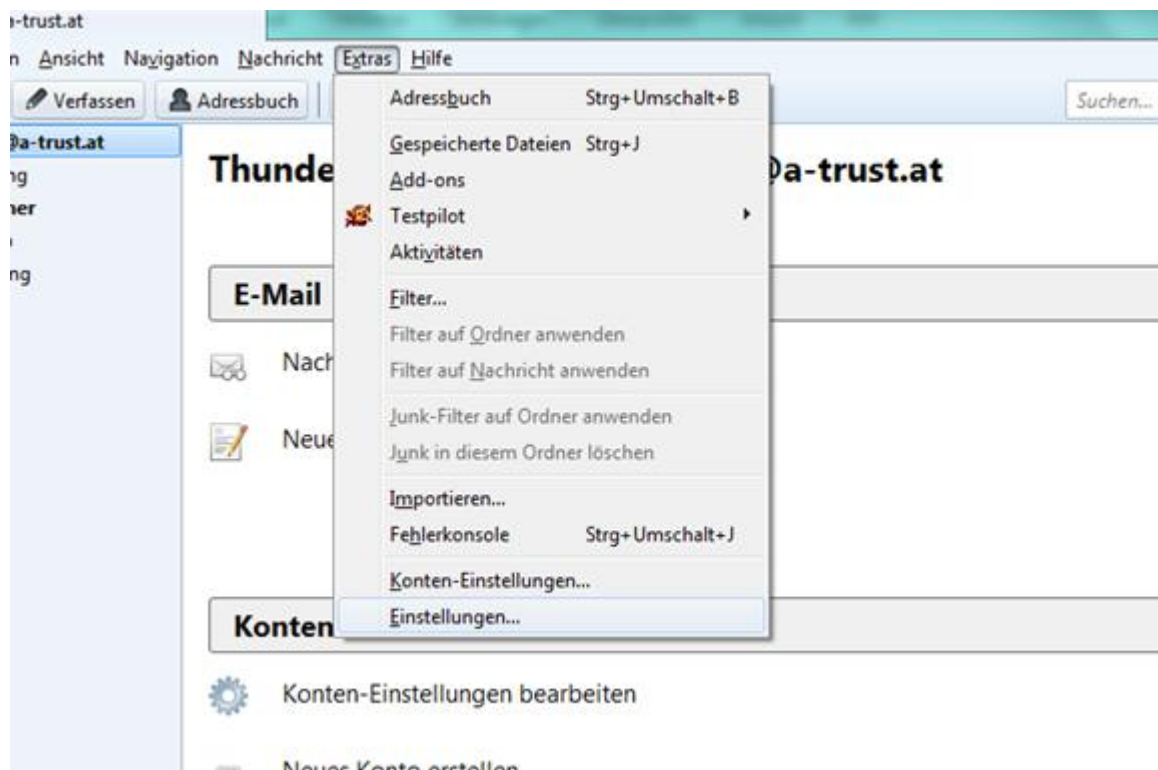 -trust.at
n Ansicht Navigation Nachricht Extras Hilfe
Verfassen Adressbuch
Suchen...
@a-trust.at
ng
ner
ng
Adressbuch Strg+Umschalt+B
Gespeicherte Dateien Strg+J
Add-ons
Testpilot
Aktivitäten
Filter...
Filter auf Ordner anwenden
Filter auf Nachricht anwenden
Junk-Filter auf Ordner anwenden
Junk in diesem Ordner löschen
Importieren...
Fehlerkonsole Strg+Umschalt+J
Konten-Einstellungen...
Einstellungen...
Thunde @a-trust.at
E-Mail
Nach
Neue
Konten
Konten-Einstellungen bearbeiten
Neues Konto erstellen